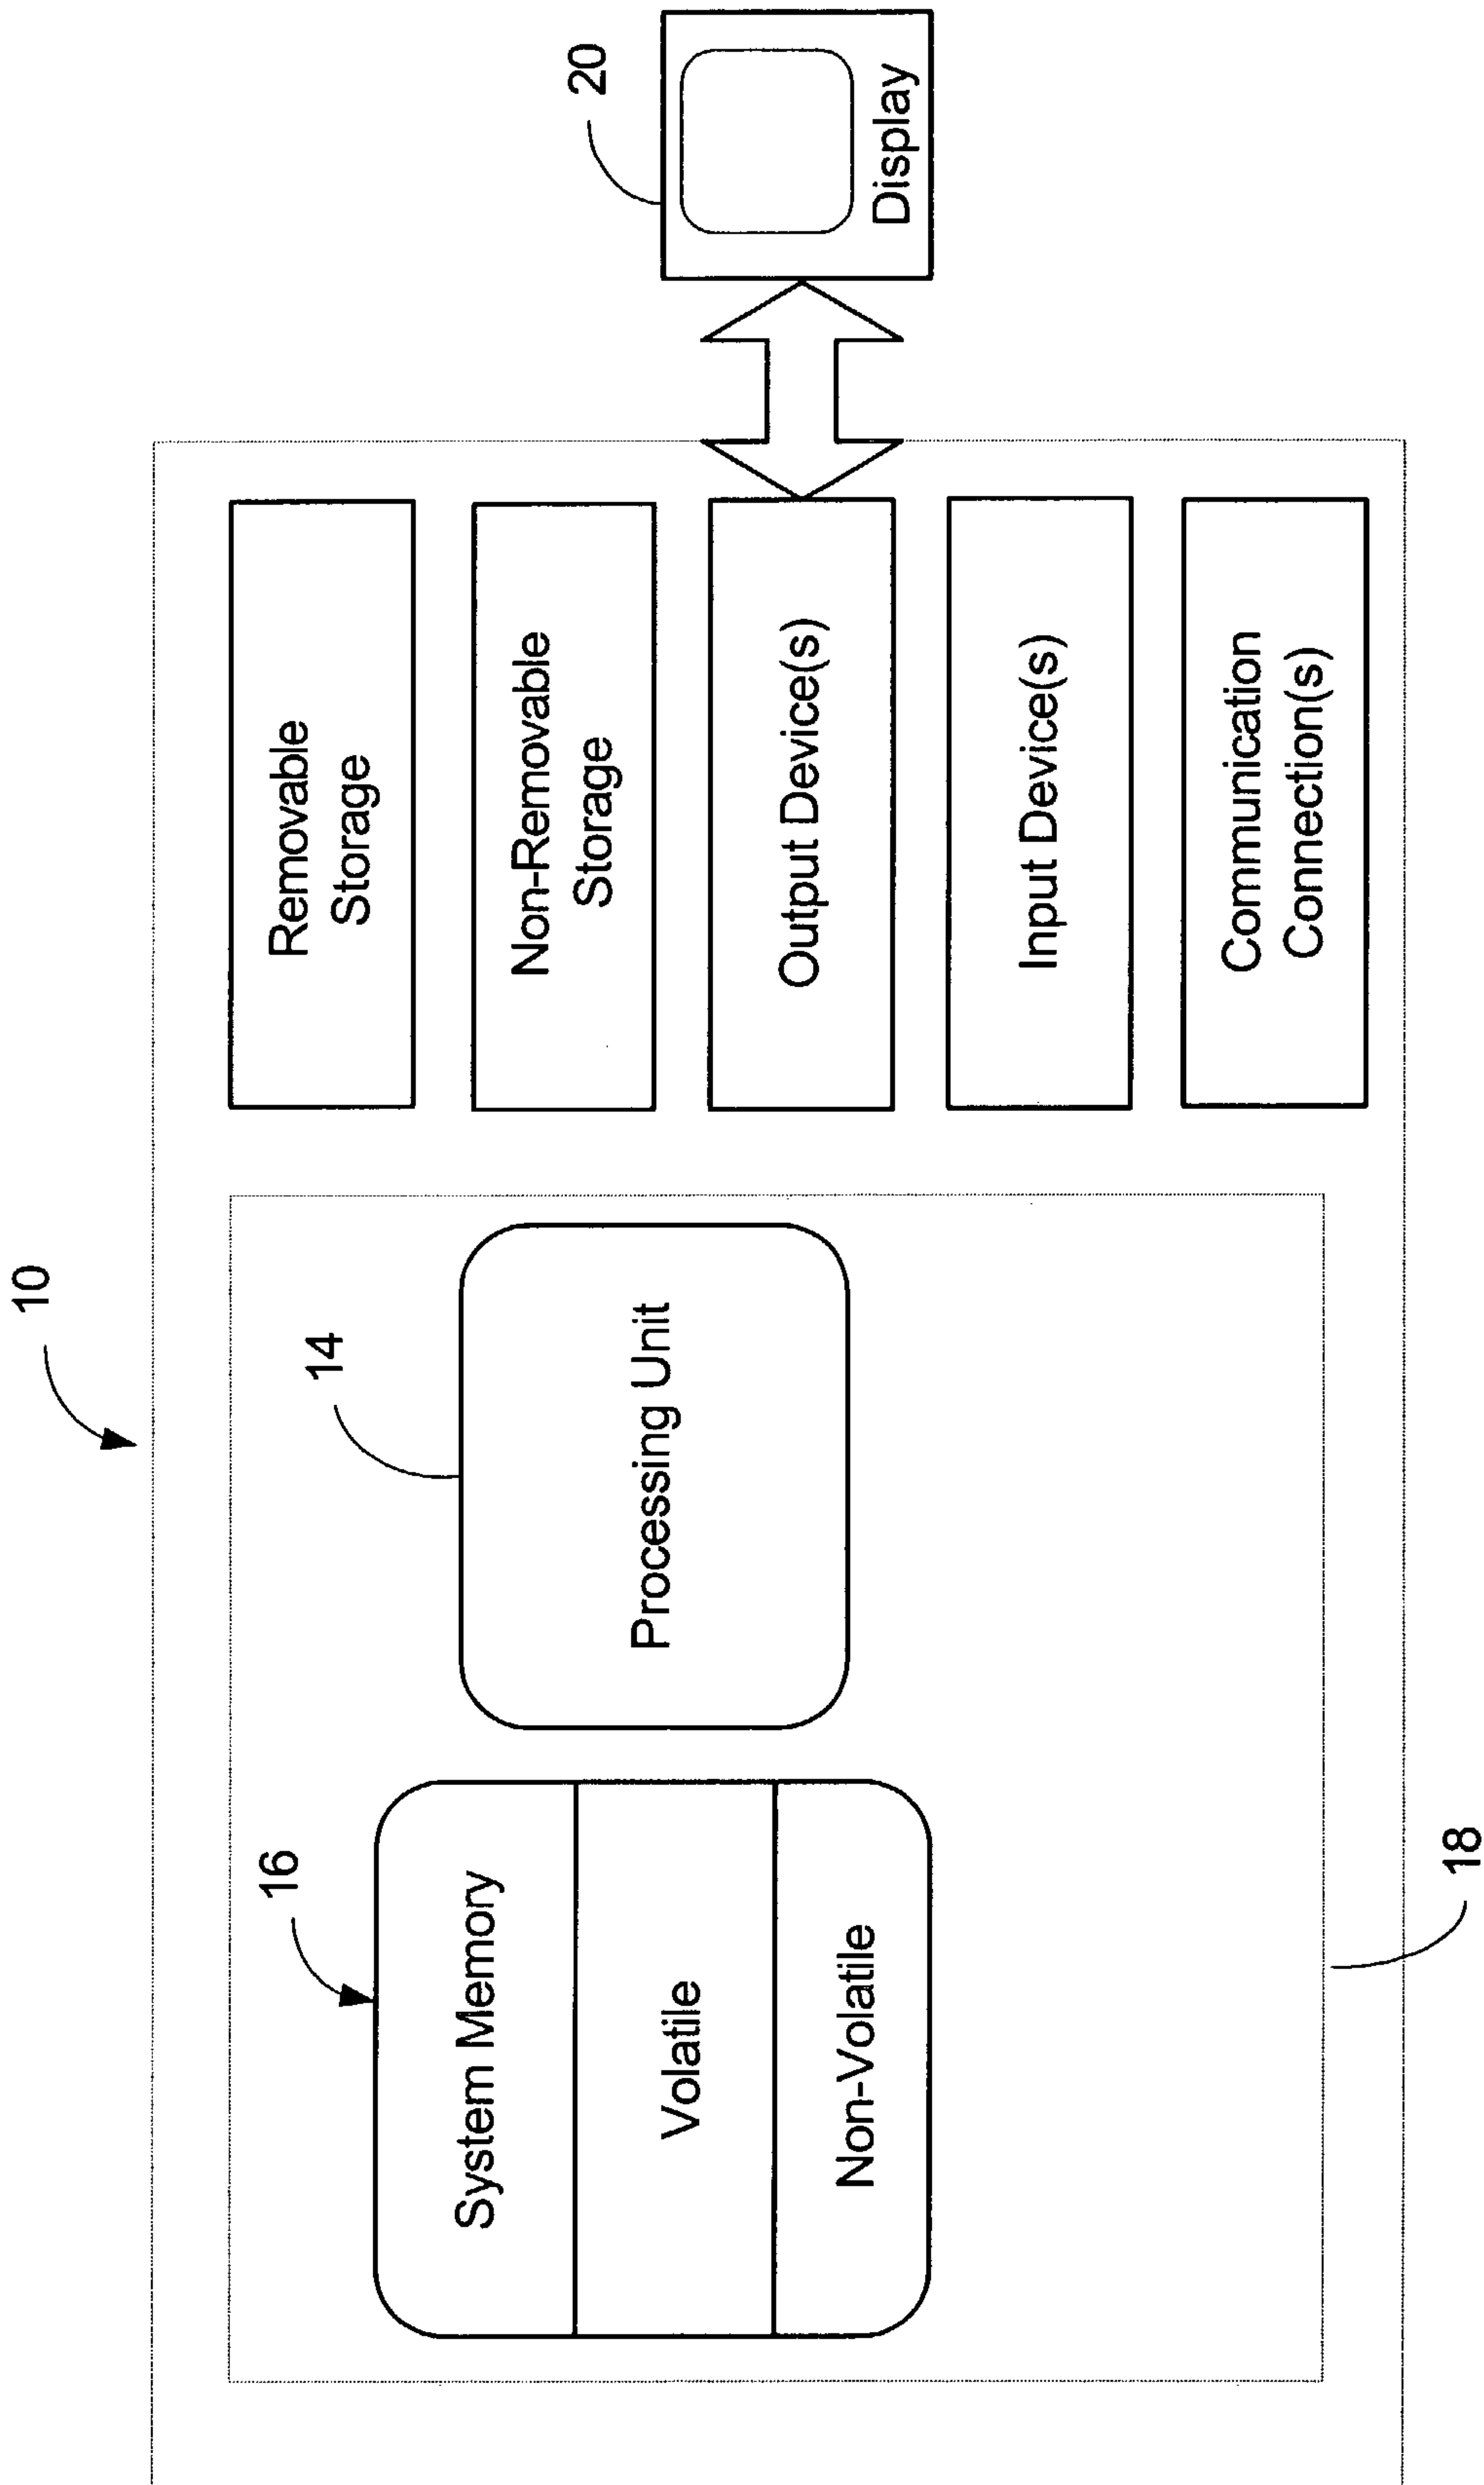 10
16
System Memory
Volatile
Non-Volatile
14
Processing Unit
18
Removable
Storage
Non-Removable
Storage
Output Device(s)
Input Device(s)
Communication
Connection(s)
20
Display